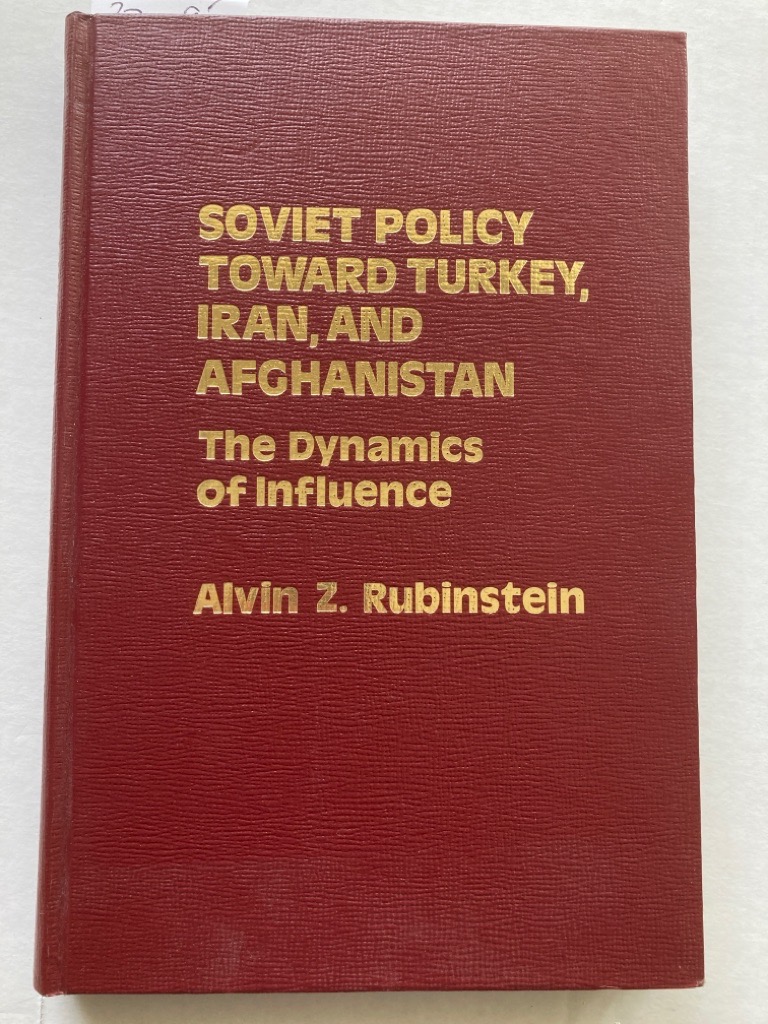 SOVIET POLICY
TOWARD TURKEY,
IRAN, AND
AFGHANISTAN
The Dynamics
of Influence
Alvin Z. Rubinstein